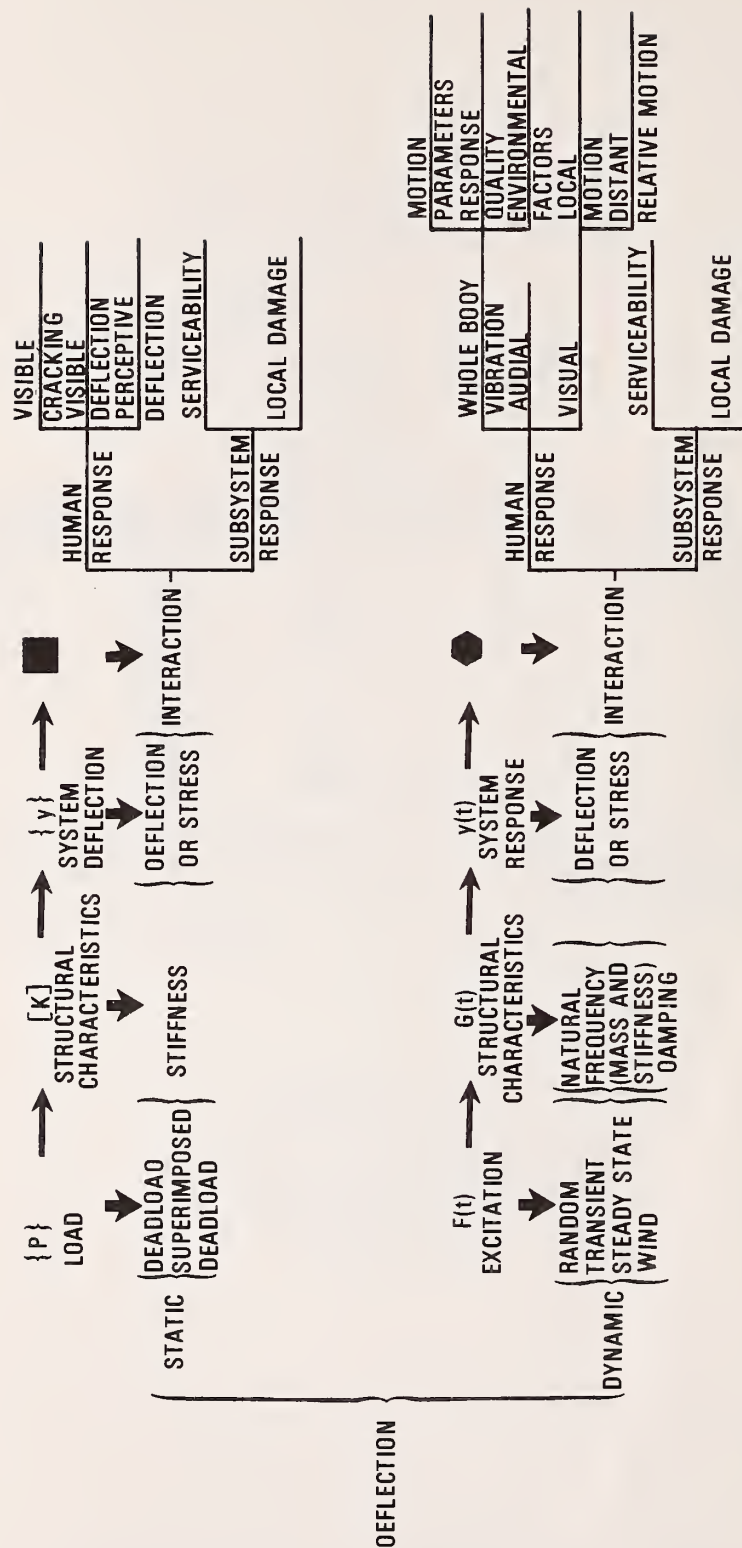 OEFLECTION
STATIC
{P}
LOAD
DEADLOAO
SUPERIMPOSED
DEADLOAD
[K]
STRUCTURAL
CHARACTERISTICS
STIFFNESS
{y}
SYSTEM
DEFLECTION
OEFLECTION
OR STRESS
INTERACTION
HUMAN
RESPONSE
VISIBLE
CRACKING
VISIBLE
DEFLECTION
PERCEPTIVE
DEFLECTION
SUBSYSTEM
RESPONSE
SERVICEABILITY
LOCAL DAMAGE
DYNAMIC
F(t)
EXCITATION
RANDOM
TRANSIENT
STEADY STATE
WIND
G(t)
STRUCTURAL
CHARACTERISTICS
NATURAL
FREQUENCY
(MASS AND
STIFFNESS)
OAMPING
y(t)
SYSTEM
RESPONSE
DEFLECTION
OR STRESS
INTERACTION
HUMAN
RESPONSE
WHOLE BODY
VIBRATION
AUDIAL
VISUAL
MOTION
PARAMETERS
RESPONSE
QUALITY
ENVIRONMENTAL
FACTORS
LOCAL
MOTION
DISTANT
RELATIVE MOTION
SUBSYSTEM
RESPONSE
SERVICEABILITY
LOCAL DAMAGE